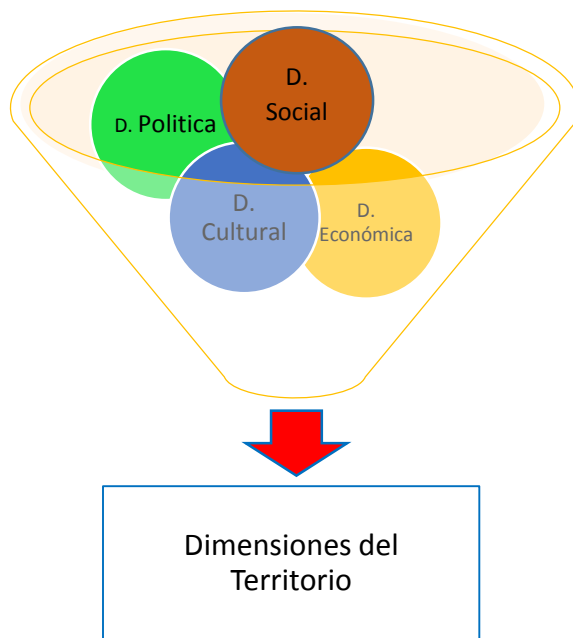 D.
Social
D. Politica
D.
Cultural
D.
Económica
Dimensiones del
Territorio